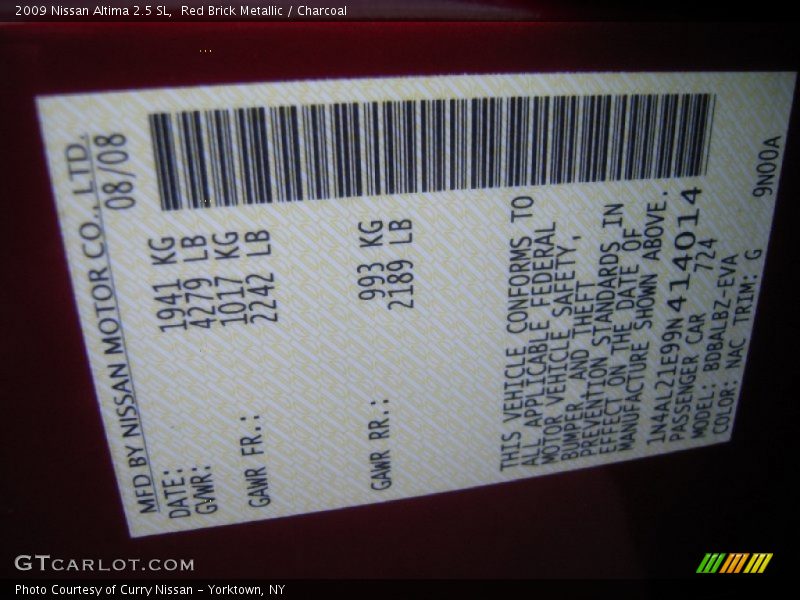 2009 Nissan Altima 2.5 SL,  Red Brick Metallic / Charcoal
MFD BY NISSAN MOTOR CO., LTD.
DATE: 08/08
GVWR: 1941 KG
4279 LB
1017 KG
GAWR FR.: 2242 LB
993 KG
GAWR RR.: 2189 LB
THIS VEHICLE CONFORMS TO
ALL APPLICABLE FEDERAL
MOTOR VEHICLE SAFETY,
BUMPER, AND THEFT
PREVENTION STANDARDS IN
EFFECT ON THE DATE OF
MANUFACTURE SHOWN ABOVE.
1N4AL21E99N414014
PASSENGER CAR 724
MODEL: BDBALBZ-EVA
COLOR: NAC TRIM: G 9N00A
GTCARLOT.COM
Photo Courtesy of Curry Nissan - Yorktown, NY